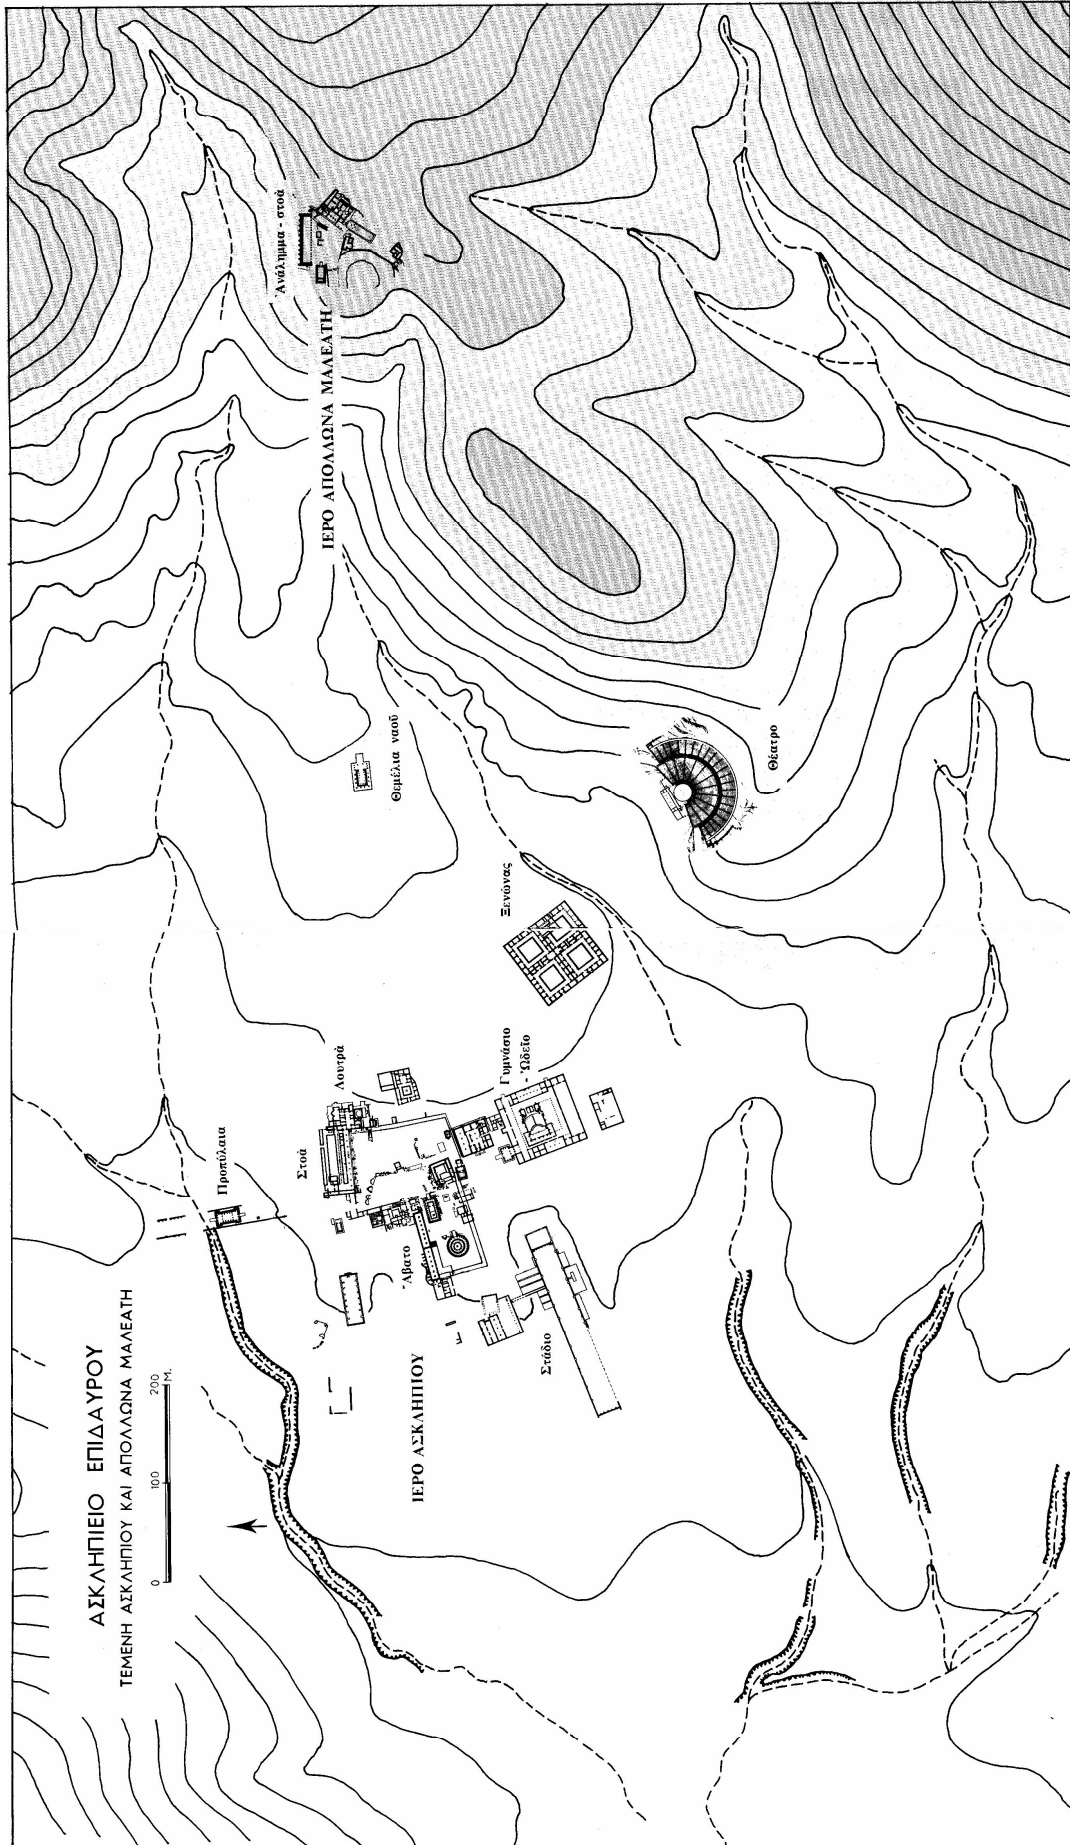 ΑΣΚΛΗΠΙΕΙΟ ΕΠΙΔΑΥΡΟΥ
ΤΕΜΕΝΗ ΑΣΚΛΗΠΙΟΥ ΚΑΙ ΑΠΟΛΛΩΝΑ ΜΑΛΕΑΤΗ
0 100 200 Μ.
Προπύλαια
Στοά
Λουτρά
Ἄβατο
ΙΕΡΟ ΑΣΚΛΗΠΙΟΥ
Στάδιο
Γυμνάσιο
- Ὠδεῖο
Ξενώνας
Θεμέλια ναοῦ
Θέατρο
ΙΕΡΟ ΑΠΟΛΛΩΝΑ ΜΑΛΕΑΤΗ
Ἀνάλημμα - στοά